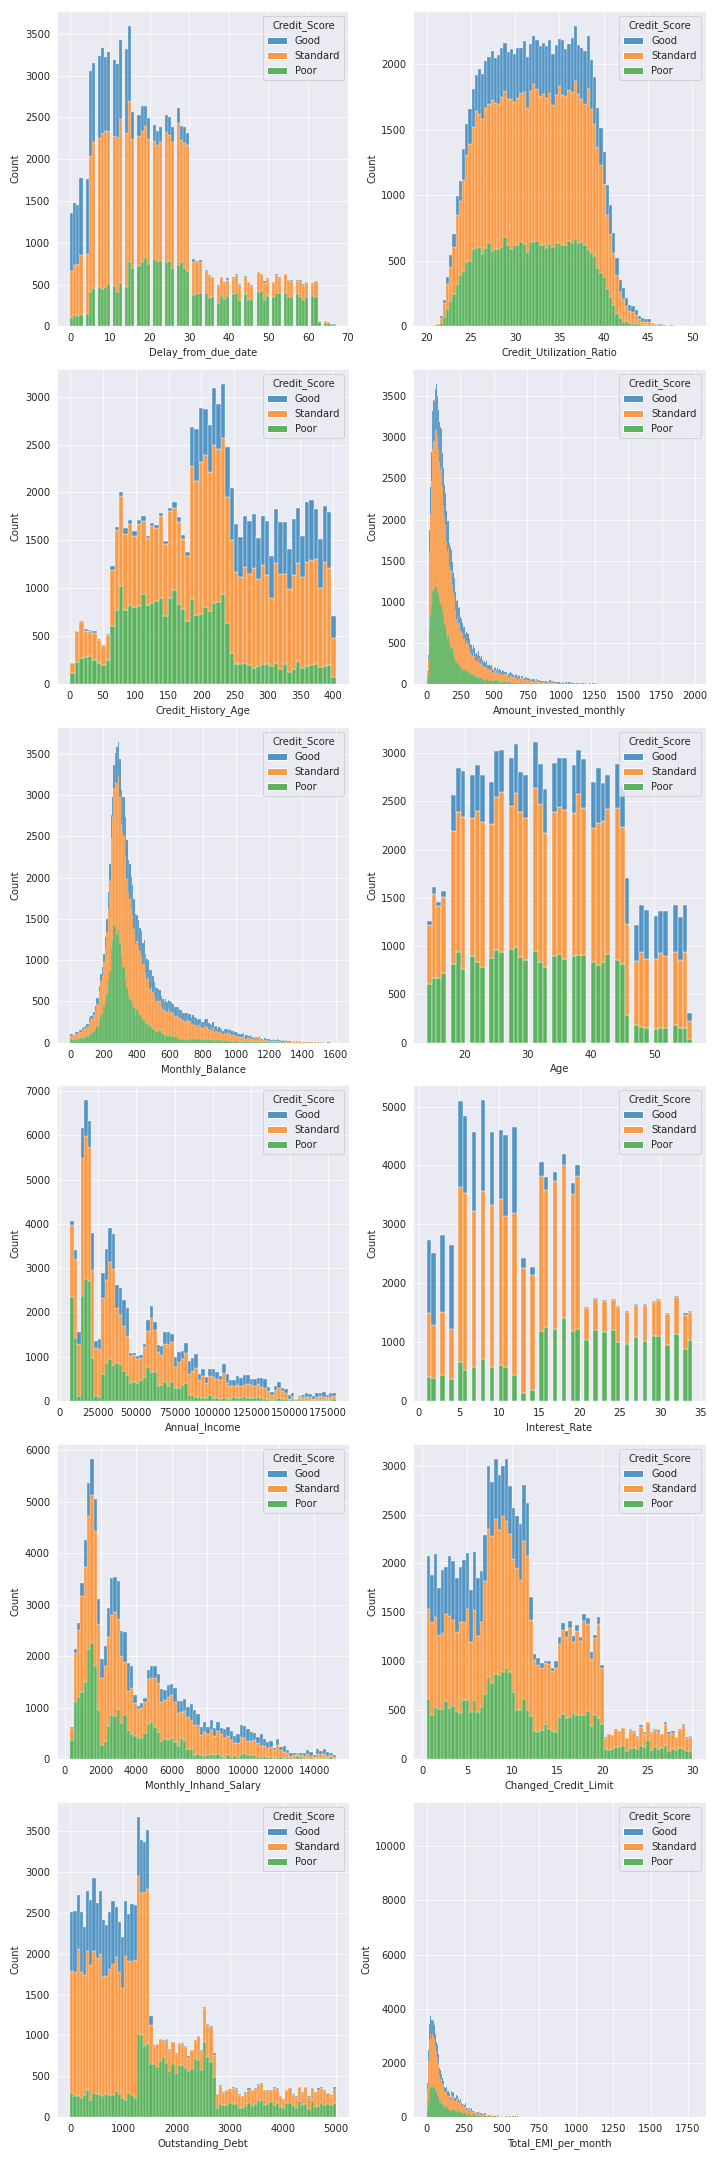 Credit_Score
Good
Standard
Poor
3500
3000
2500
2000
1500
1000
500
0
Count
0 10 20 30 40 50 60 70
Delay_from_due_date
Credit_Score
Good
Standard
Poor
2000
1500
1000
500
0
Count
20 25 30 35 40 45 50
Credit_Utilization_Ratio
Credit_Score
Good
Standard
Poor
3000
2500
2000
1500
1000
500
0
Count
0 50 100 150 200 250 300 350 400
Credit_History_Age
Credit_Score
Good
Standard
Poor
3500
3000
2500
2000
1500
1000
500
0
Count
0 250 500 750 1000 1250 1500 1750 2000
Amount_invested_monthly
Credit_Score
Good
Standard
Poor
3500
3000
2500
2000
1500
1000
500
0
Count
0 200 400 600 800 1000 1200 1400 1600
Monthly_Balance
Credit_Score
Good
Standard
Poor
3000
2500
2000
1500
1000
500
0
Count
20 30 40 50
Age
Credit_Score
Good
Standard
Poor
7000
6000
5000
4000
3000
2000
1000
0
Count
0 25000 50000 75000 100000 125000 150000 175000
Annual_Income
Credit_Score
Good
Standard
Poor
5000
4000
3000
2000
1000
0
Count
0 5 10 15 20 25 30 35
Interest_Rate
Credit_Score
Good
Standard
Poor
6000
5000
4000
3000
2000
1000
0
Count
0 2000 4000 6000 8000 10000 12000 14000
Monthly_Inhand_Salary
Credit_Score
Good
Standard
Poor
3000
2500
2000
1500
1000
500
0
Count
0 5 10 15 20 25 30
Changed_Credit_Limit
Credit_Score
Good
Standard
Poor
3500
3000
2500
2000
1500
1000
500
0
Count
0 1000 2000 3000 4000 5000
Outstanding_Debt
Credit_Score
Good
Standard
Poor
10000
8000
6000
4000
2000
0
Count
0 250 500 750 1000 1250 1500 1750
Total_EMI_per_month